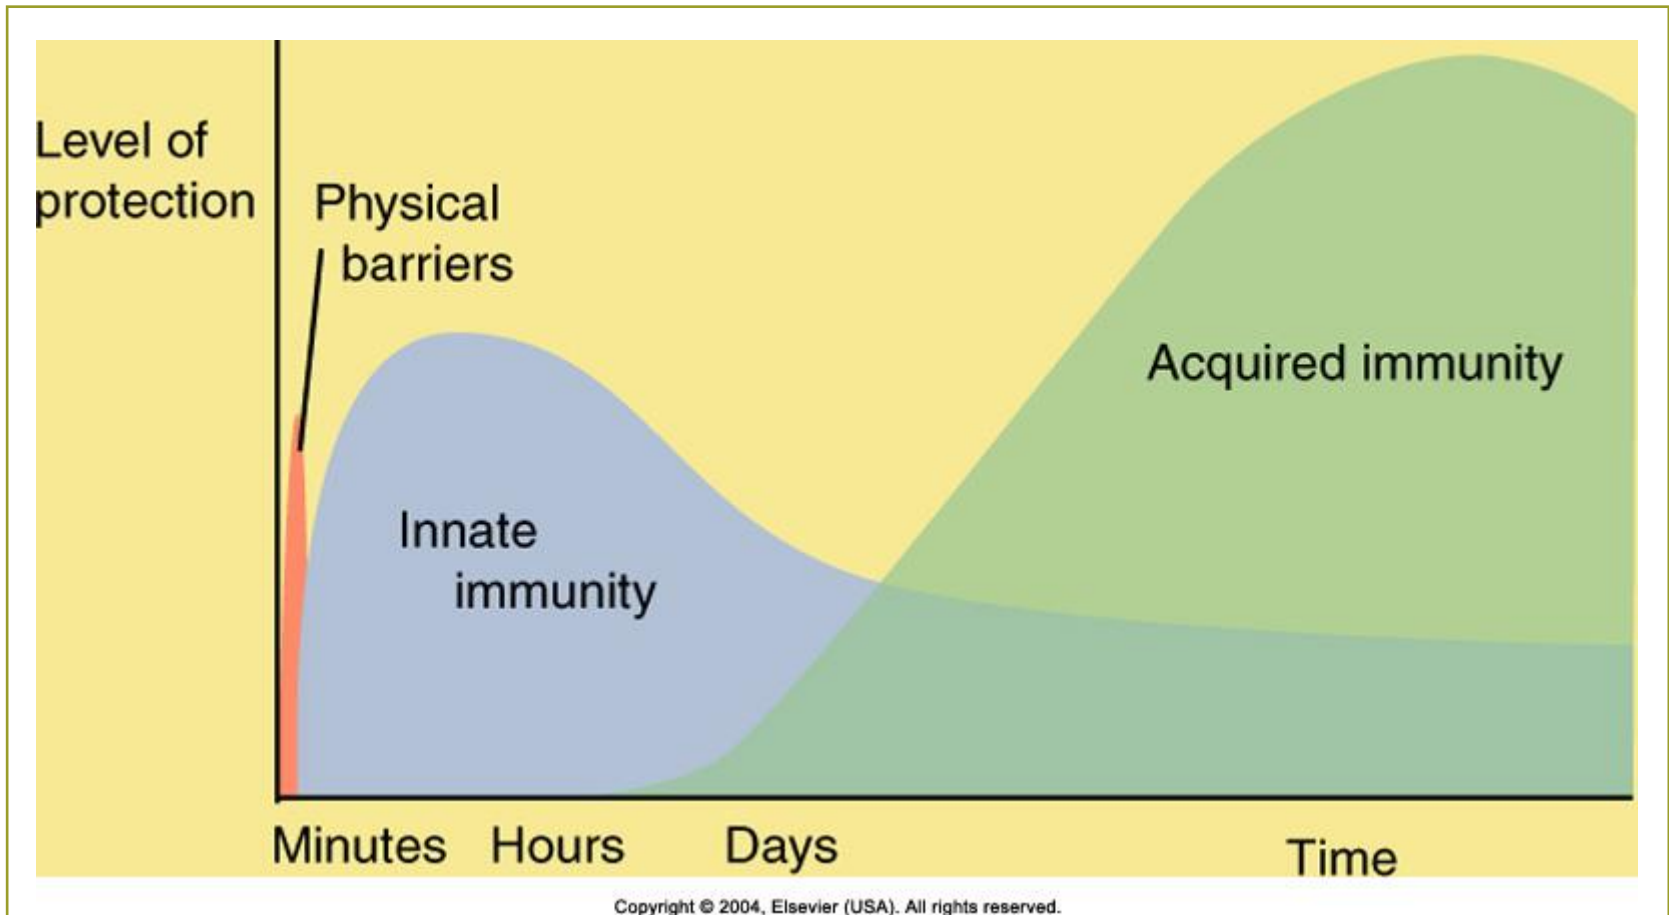 Level of
protection
Physical
barriers
Innate
immunity
Acquired immunity
Minutes Hours Days Time
Copyright © 2004, Elsevier (USA). All rights reserved.